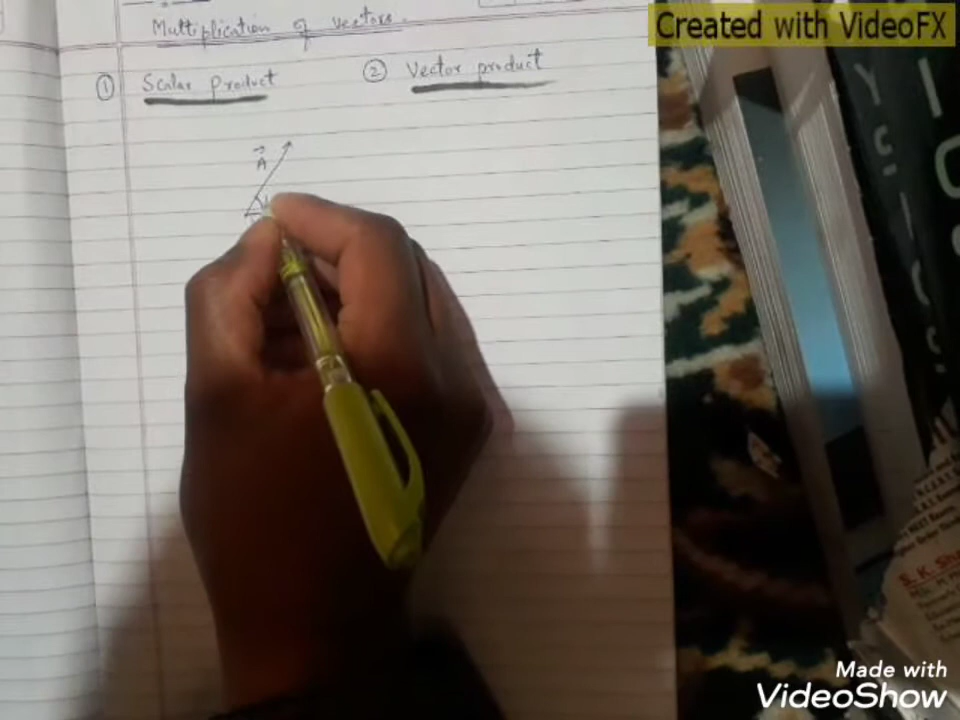 Multiplication of vectors.
① Scalar Product
② Vector product
A
Created with VideoFX
Made with
VideoShow